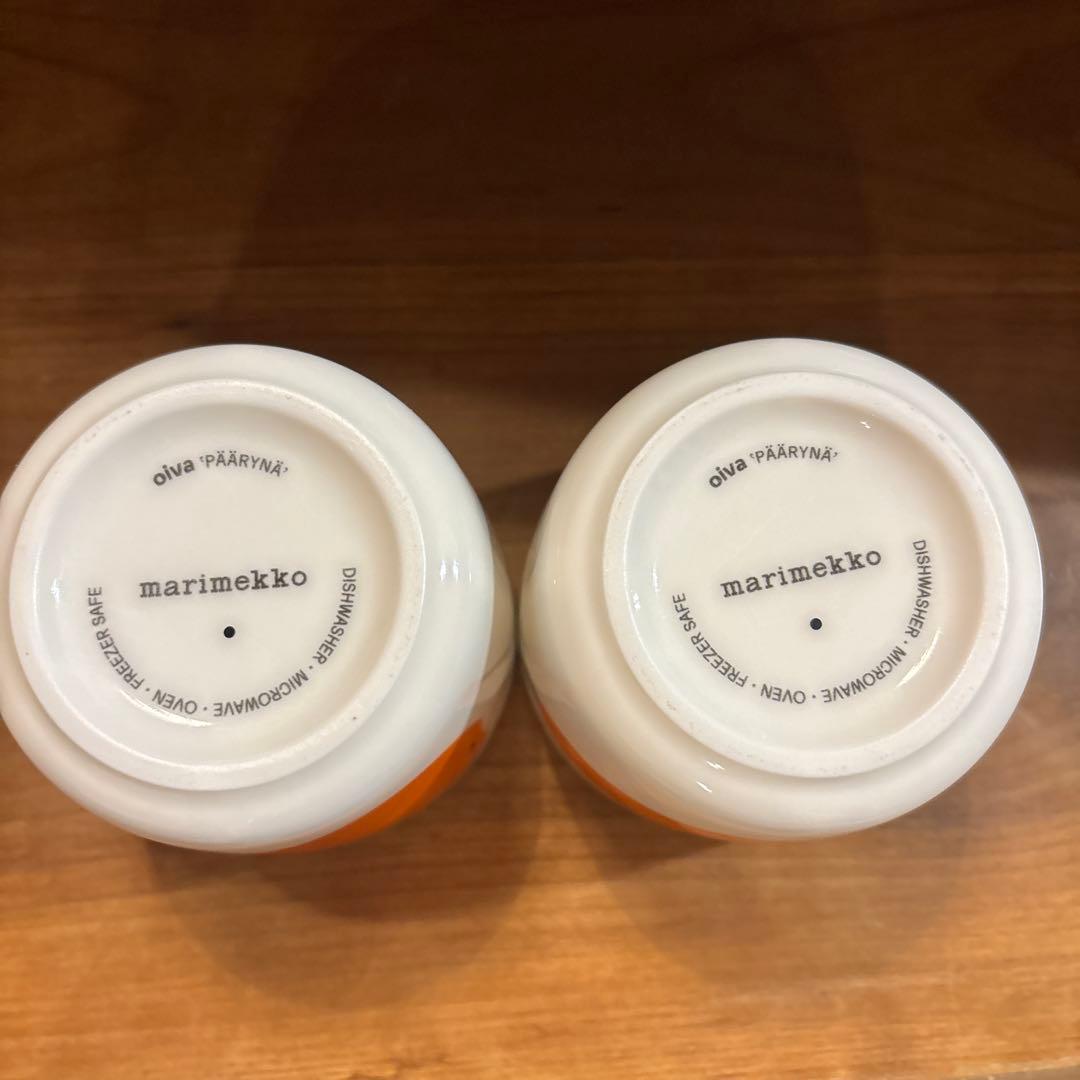 oiva ‘PÄÄRYNÄ’
marimekko
DISHWASHER • MICROWAVE • OVEN • FREEZER SAFE
oiva ‘PÄÄRYNÄ’
marimekko
DISHWASHER • MICROWAVE • OVEN • FREEZER SAFE